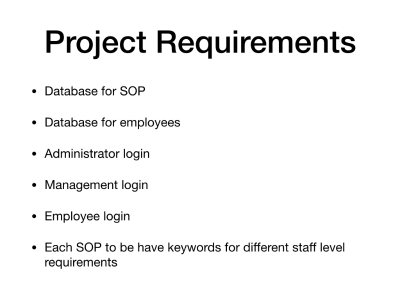 Project Requirements
• Database for SOP
• Database for employees
• Administrator login
• Management login
• Employee login
• Each SOP to be have keywords for different staff level
requirements